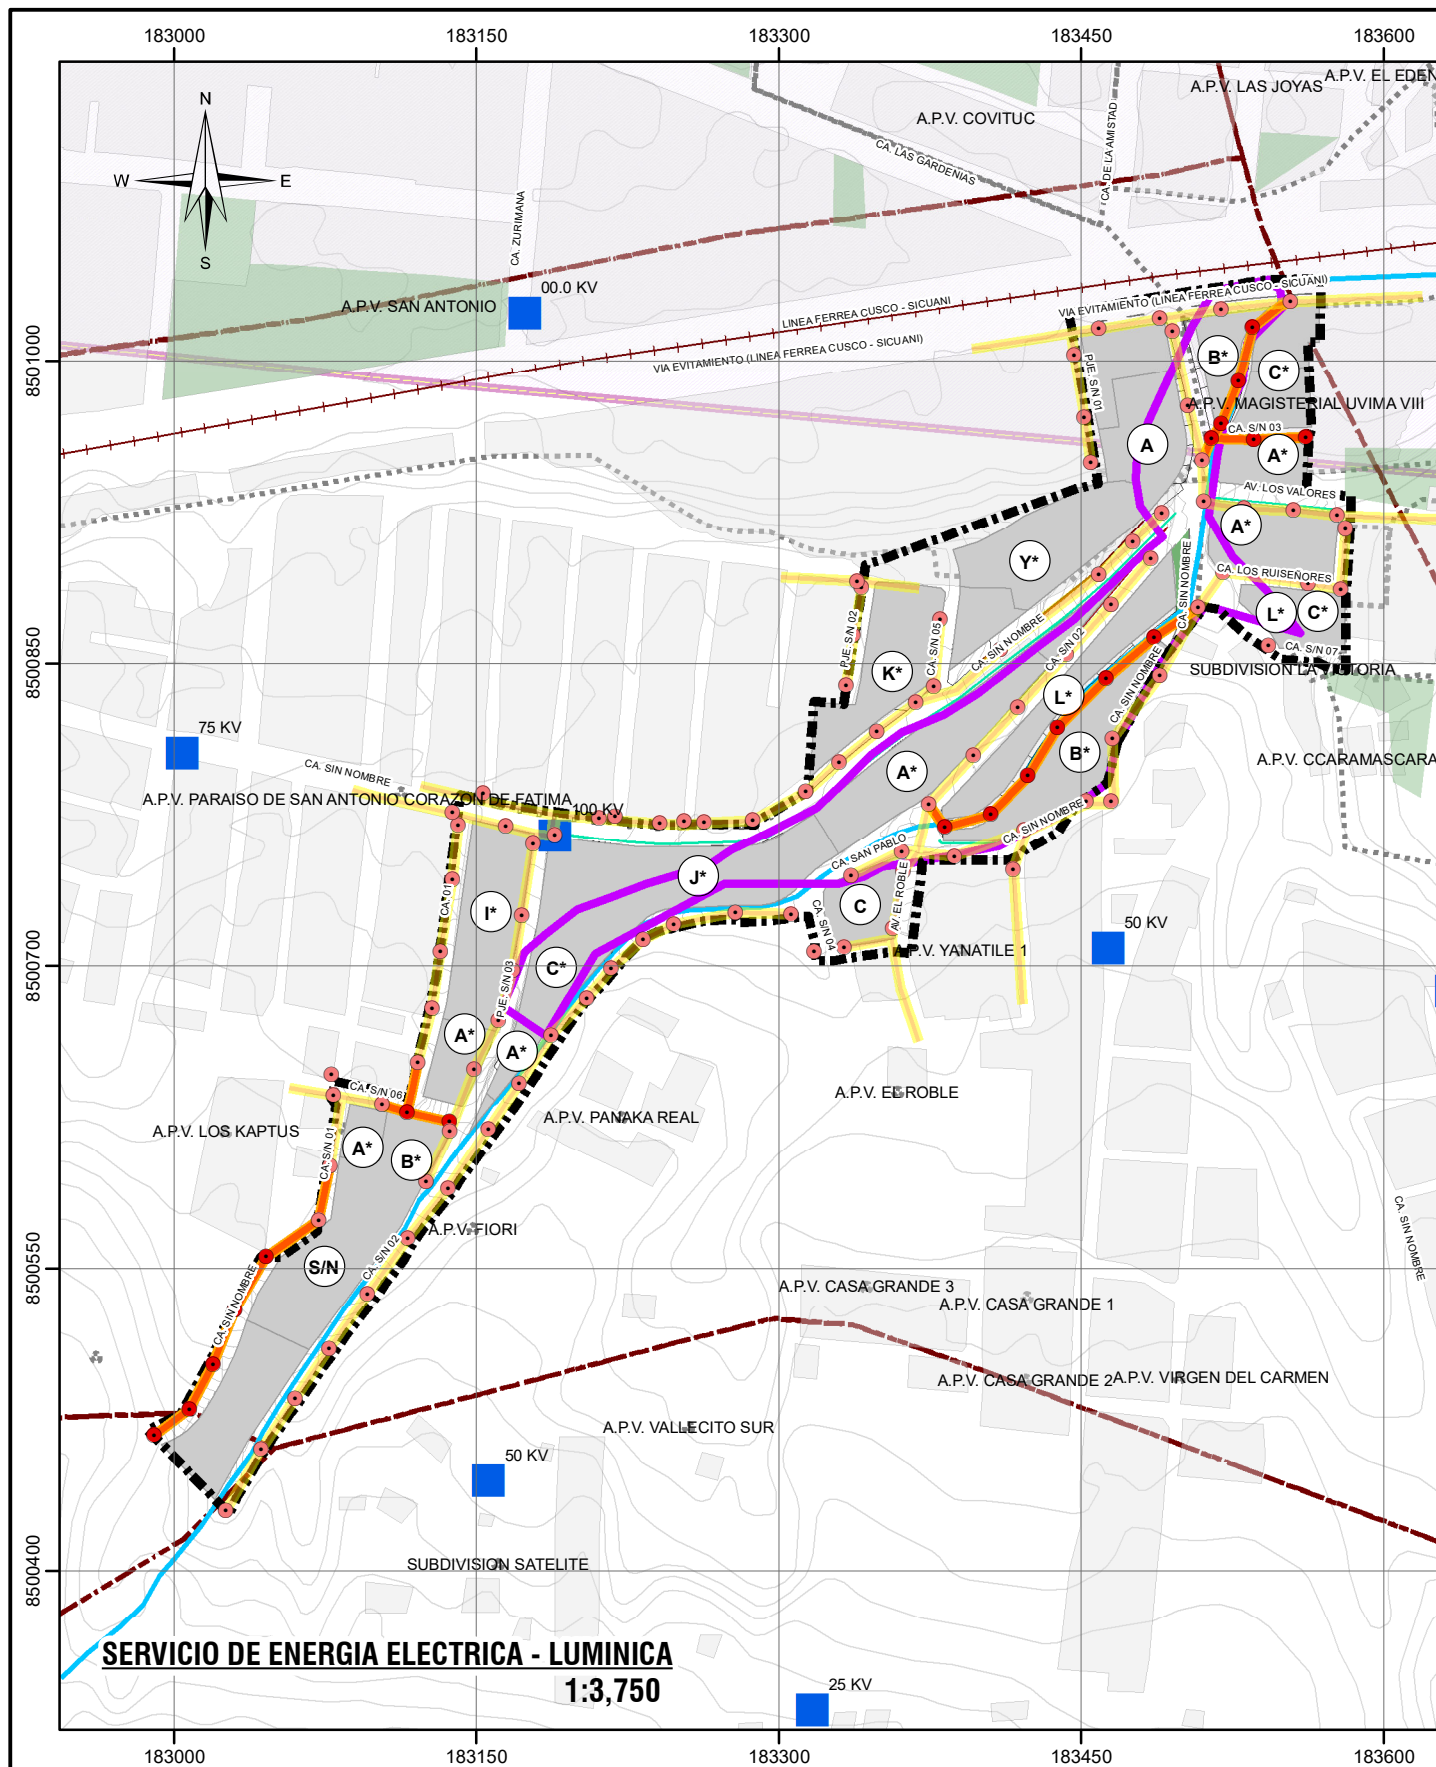 183000
183150
183300
183450
183600
A.P.V. EL EDEN
A.P.V. LAS JOYAS
A.P.V. COVITUC
N
W
E
S
CA. LAS GARDENIAS
CA. DE LA AMISTAD
CA. ZURIMANA
00.0 KV
A.P.V. SAN ANTONIO
LINEA FERREA CUSCO - SICUANI
VIA EVITAMIENTO (LINEA FERREA CUSCO - SICUANI)
VIA EVITAMIENTO (LINEA FERREA CUSCO - SICUANI)
8501000
PJE. S/N 01
B*
C*
A.P.V. MAGISTERIAL UVIMA VIII
CA. S/N 03
A
A*
AV. LOS VALORES
A*
Y*
CA. SIN NOMBRE
CA. LOS RUISEÑORES
L*
C*
CA. S/N 07
8500850
PJE. S/N 02
CA. S/N 05
CA. SIN NOMBRE
CA. S/N 02
K*
L*
CA. SIN NOMBRE
SUBDIVISION LA VICTORIA
75 KV
B*
A.P.V. CCARAMASCARA
CA. SIN NOMBRE
A*
A.P.V. PARAISO DE SAN ANTONIO CORAZON DE FATIMA
100 KV
CA. SIN NOMBRE
CA. SAN PABLO
J*
CA. 01
I*
C
AV. EL ROBLE
CA. S/N 04
50 KV
A.P.V. YANATILE 1
8500700
C*
PJE. S/N 03
A*
A*
CA. S/N 06
A.P.V. EL ROBLE
A.P.V. PANAKA REAL
A.P.V. LOS KAPTUS
CA. S/N 01
A*
B*
A.P.V. FIORI
CA. S/N 02
CA. SIN NOMBRE
8500550
S/N
CA. SIN NOMBRE
A.P.V. CASA GRANDE 3
A.P.V. CASA GRANDE 1
A.P.V. CASA GRANDE 2
A.P.V. VIRGEN DEL CARMEN
A.P.V. VALLECITO SUR
50 KV
SUBDIVISION SATELITE
8500400
SERVICIO DE ENERGIA ELECTRICA - LUMINICA
1:3,750
25 KV
183000
183150
183300
183450
183600